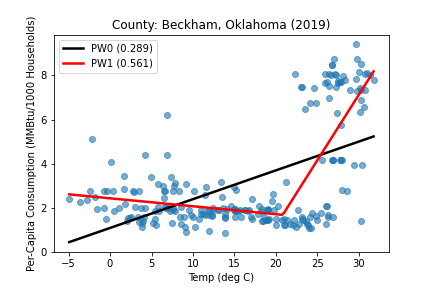 County: Beckham, Oklahoma (2019)
PW0 (0.289)
PW1 (0.561)
Per-Capita Consumption (MMBtu/1000 Households)
8
6
4
2
0
-5 0 5 10 15 20 25 30
Temp (deg C)